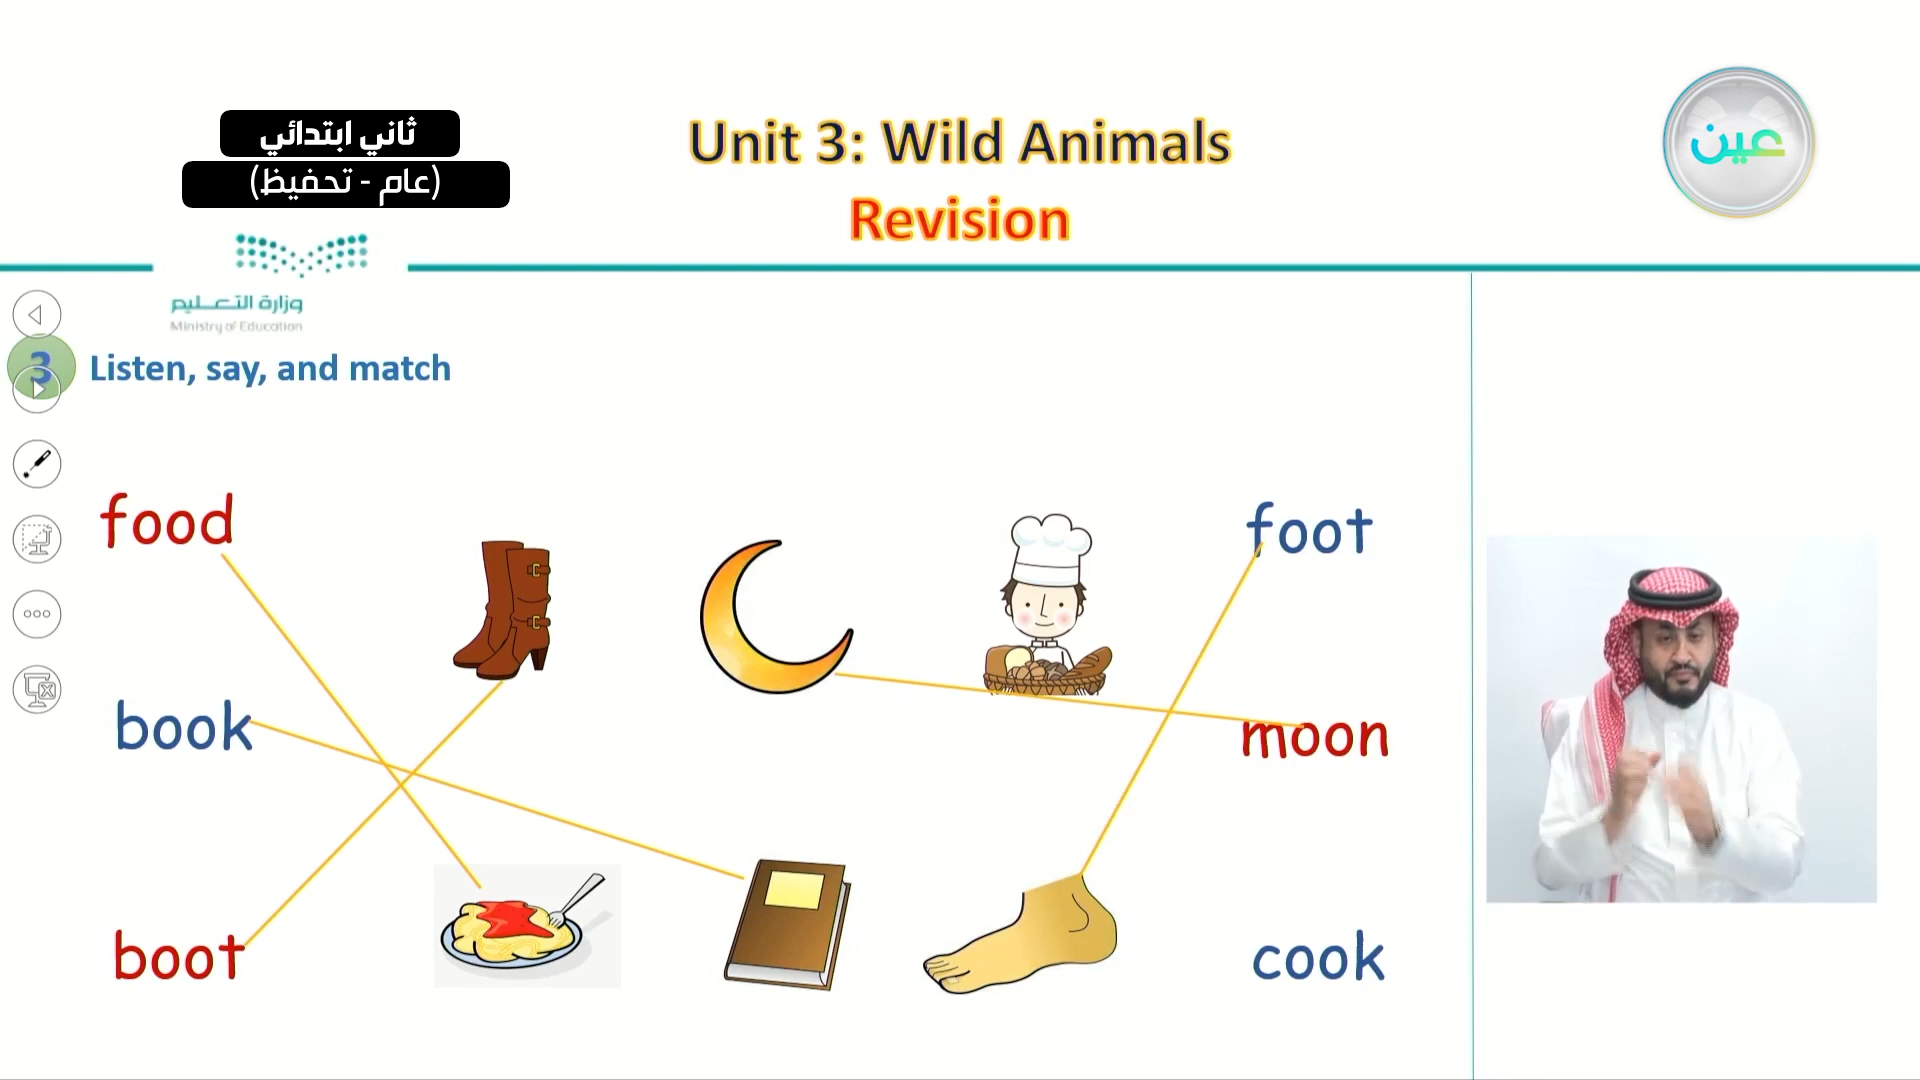 ثاني ابتدائي
(عام - تحفيظ)
Unit 3: Wild Animals
Revision
عين
وزارة التعليم
Ministry of Education
3 Listen, say, and match
food
foot
book
moon
boot
cook